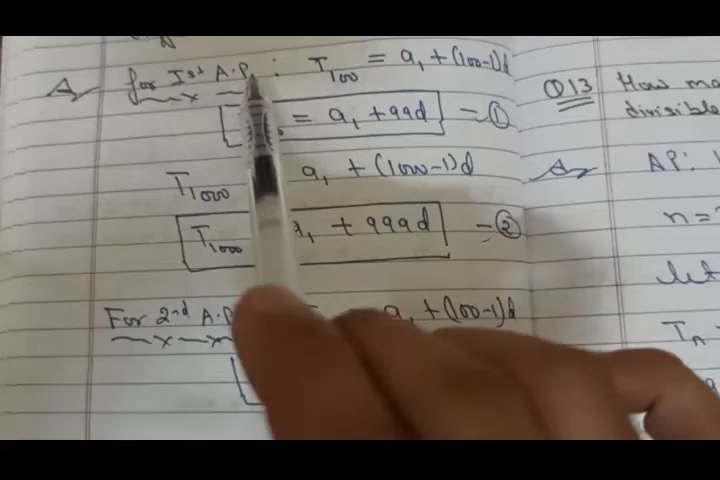 A for Ist A.P. : T100 = a1 + (100-1)d
= a1 + 99d - ①
T1000 a1 + (1000-1)d
T1000 a1 + 999d - ②
For 2nd A.P. a1 + (100-1)d
Q13 How
divisible
A AP:
n=
let
Tn